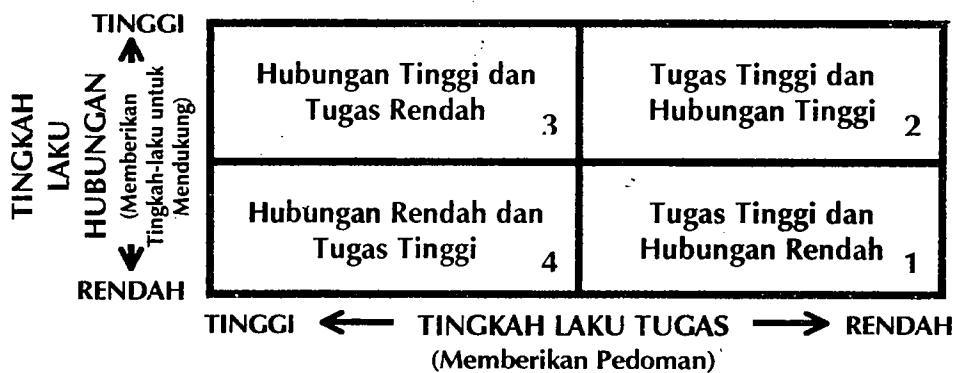 TINGGI
TINGKAH
LAKU
HUBUNGAN
(Memberikan
Tingkah-laku untuk
Mendukung)
RENDAH
Hubungan Tinggi dan
Tugas Rendah
3
Tugas Tinggi dan
Hubungan Tinggi
2
Hubungan Rendah dan
Tugas Tinggi
4
Tugas Tinggi dan
Hubungan Rendah
1
TINGGI
TINGKAH LAKU TUGAS
RENDAH
(Memberikan Pedoman)